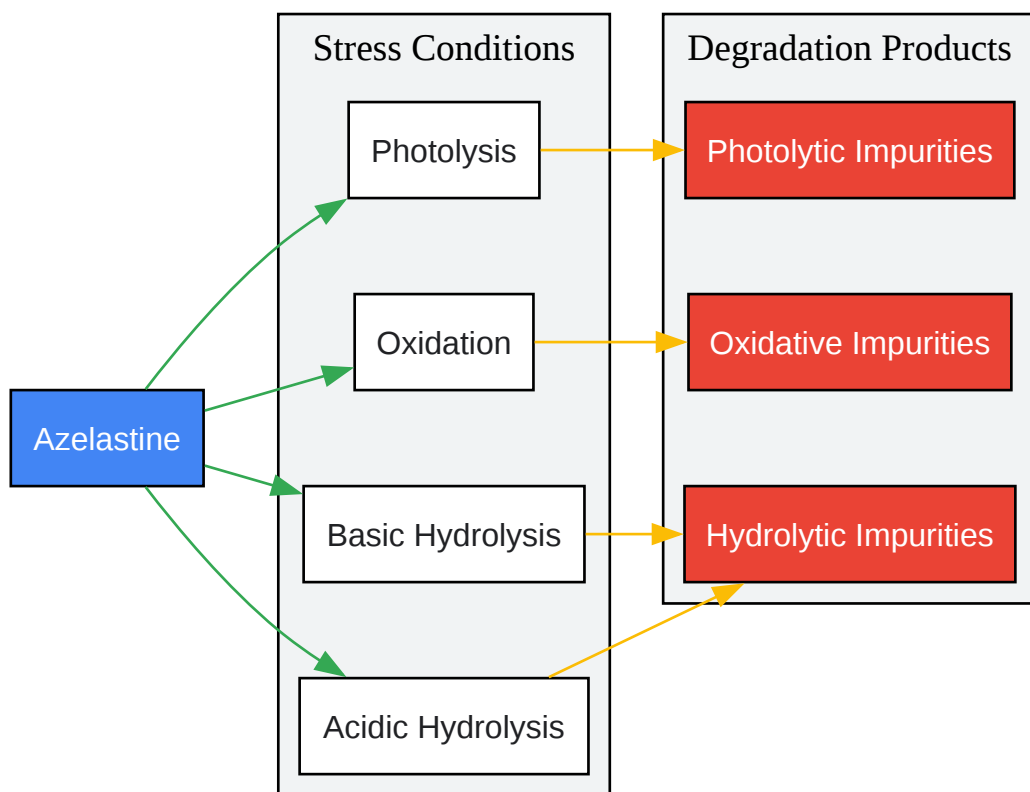 Stress Conditions
Degradation Products
Photolysis
Photolytic Impurities
Oxidation
Oxidative Impurities
Azelastine
Basic Hydrolysis
Hydrolytic Impurities
Acidic Hydrolysis